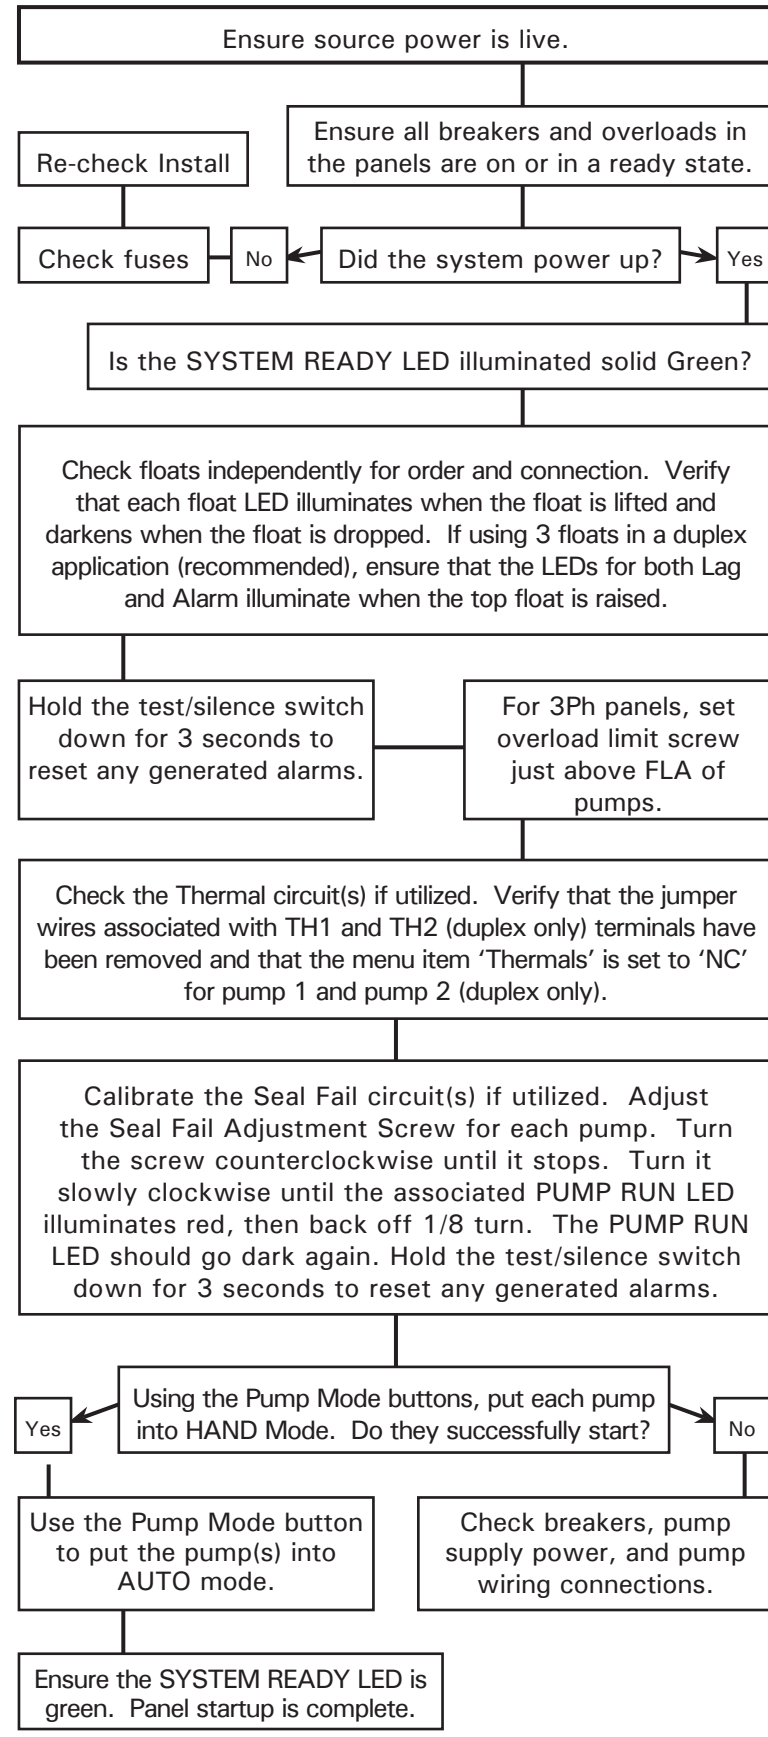 Ensure source power is live.
Ensure all breakers and overloads in
the panels are on or in a ready state.
Re-check Install
Check fuses
No
Did the system power up?
Yes
Is the SYSTEM READY LED illuminated solid Green?
Check floats independently for order and connection. Verify
that each float LED illuminates when the float is lifted and
darkens when the float is dropped. If using 3 floats in a duplex
application (recommended), ensure that the LEDs for both Lag
and Alarm illuminate when the top float is raised.
Hold the test/silence switch
down for 3 seconds to
reset any generated alarms.
For 3Ph panels, set
overload limit screw
just above FLA of
pumps.
Check the Thermal circuit(s) if utilized. Verify that the jumper
wires associated with TH1 and TH2 (duplex only) terminals have
been removed and that the menu item ‘Thermals’ is set to ‘NC’
for pump 1 and pump 2 (duplex only).
Calibrate the Seal Fail circuit(s) if utilized. Adjust
the Seal Fail Adjustment Screw for each pump. Turn
the screw counterclockwise until it stops. Turn it
slowly clockwise until the associated PUMP RUN LED
illuminates red, then back off 1/8 turn. The PUMP RUN
LED should go dark again. Hold the test/silence switch
down for 3 seconds to reset any generated alarms.
Using the Pump Mode buttons, put each pump
into HAND Mode. Do they successfully start?
Yes
No
Use the Pump Mode button
to put the pump(s) into
AUTO mode.
Check breakers, pump
supply power, and pump
wiring connections.
Ensure the SYSTEM READY LED is
green. Panel startup is complete.